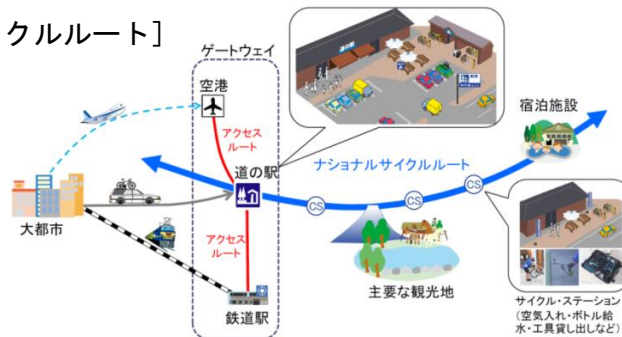 クルルート］
ゲートウェイ
空港
アクセス
ルート
道の駅
大都市
アクセス
ルート
鉄道駅
道の駅
ナショナルサイクルルート
CS
CS
CS
主要な観光地
宿泊施設
サイクル・ステーション
（空気入れ・ボトル給
水・工具貸し出しなど）